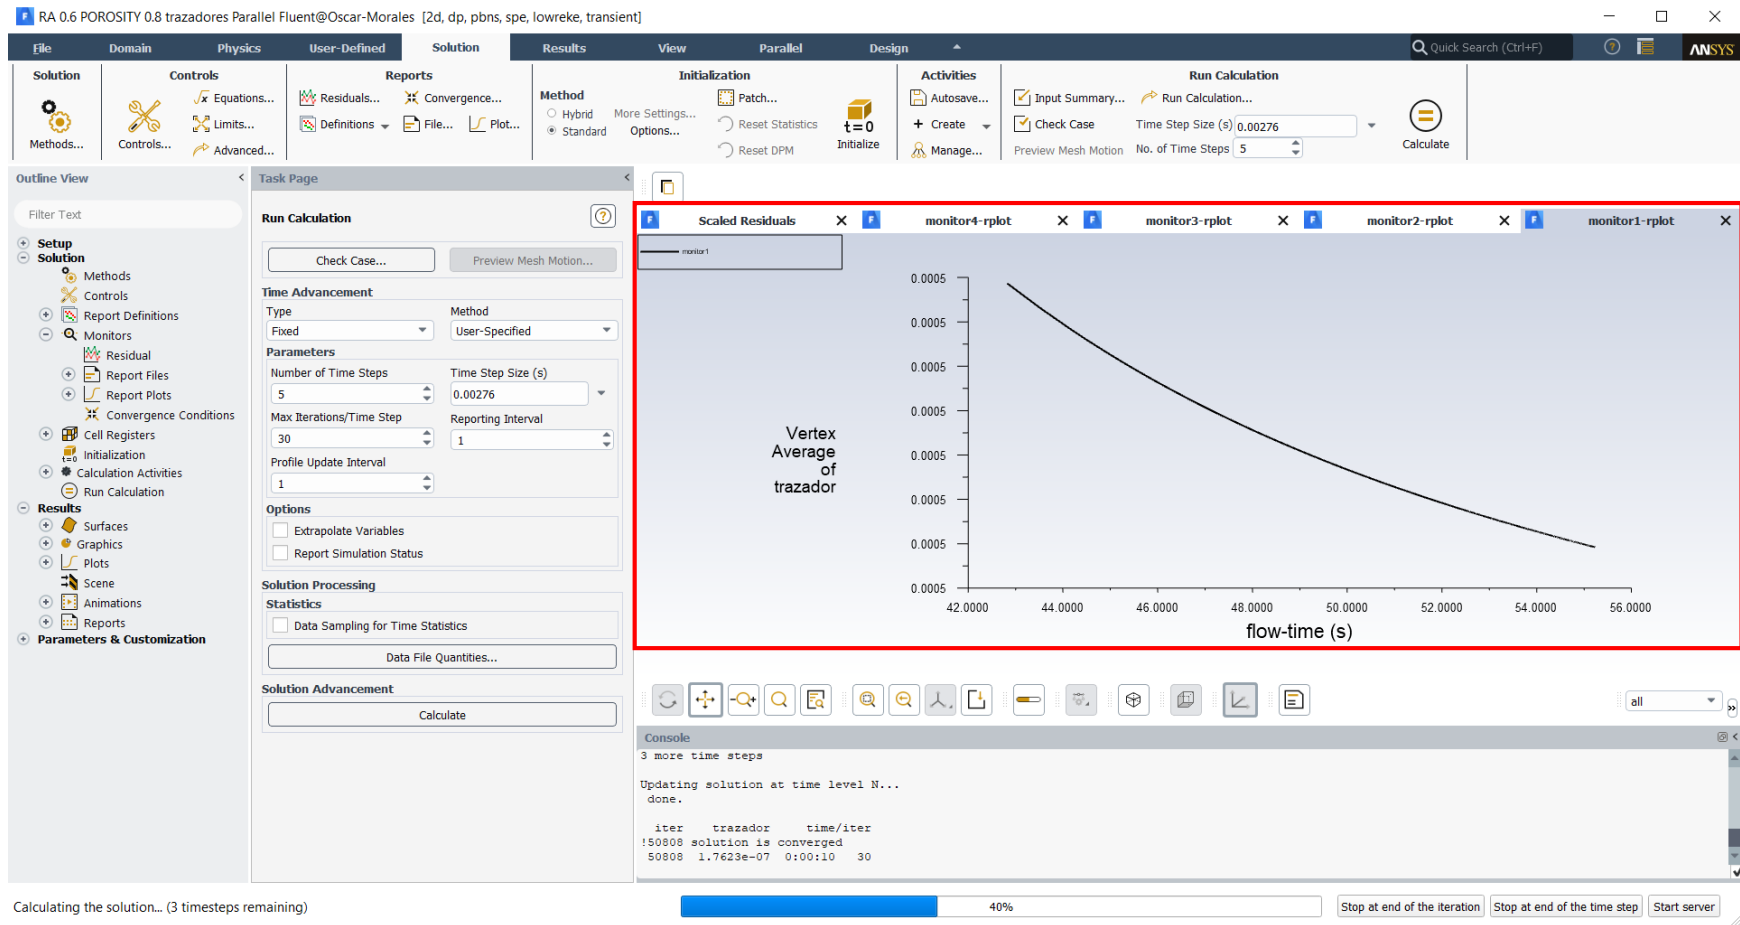 RA 0.6 POROSITY 0.8 trazadores Parallel Fluent@Oscar-Morales [2d, dp, pbns, spe, lowreke, transient]
File Domain Physics User-Defined Solution Results View Parallel Design Quick Search (Ctrl+F) ANSYS
Solution Controls Reports Initialization Activities Run Calculation
Methods...
Controls...
Equations...
Limits...
Advanced...
Residuals... Convergence...
Definitions File... Plot...
Method
Hybrid More Settings...
Standard Options...
Patch...
Reset Statistics
Reset DPM
t=0
Initialize
Autosave...
Create
Manage...
Input Summary... Run Calculation...
Check Case Time Step Size (s) 0.00276
Preview Mesh Motion No. of Time Steps 5
Calculate
Outline View
Filter Text
Setup
Solution
Methods
Controls
Report Definitions
Monitors
Residual
Report Files
Report Plots
Convergence Conditions
Cell Registers
t=0 Initialization
Calculation Activities
Run Calculation
Results
Surfaces
Graphics
Plots
Scene
Animations
Reports
Parameters & Customization
Task Page
Run Calculation
Check Case... Preview Mesh Motion...
Time Advancement
Type Method
Fixed User-Specified
Parameters
Number of Time Steps Time Step Size (s)
5 0.00276
Max Iterations/Time Step Reporting Interval
30 1
Profile Update Interval
1
Options
Extrapolate Variables
Report Simulation Status
Solution Processing
Statistics
Data Sampling for Time Statistics
Data File Quantities...
Solution Advancement
Calculate
Scaled Residuals monitor4-rplot monitor3-rplot monitor2-rplot monitor1-rplot
monitor1
0.0005
0.0005
0.0005
0.0005
0.0005
0.0005
0.0005
0.0005
Vertex
Average
of
trazador
42.0000 44.0000 46.0000 48.0000 50.0000 52.0000 54.0000 56.0000
flow-time (s)
all
Console
3 more time steps
Updating solution at time level N...
done.
iter trazador time/iter
!50808 solution is converged
50808 1.7623e-07 0:00:10 30
Calculating the solution... (3 timesteps remaining) 40% Stop at end of the iteration Stop at end of the time step Start server